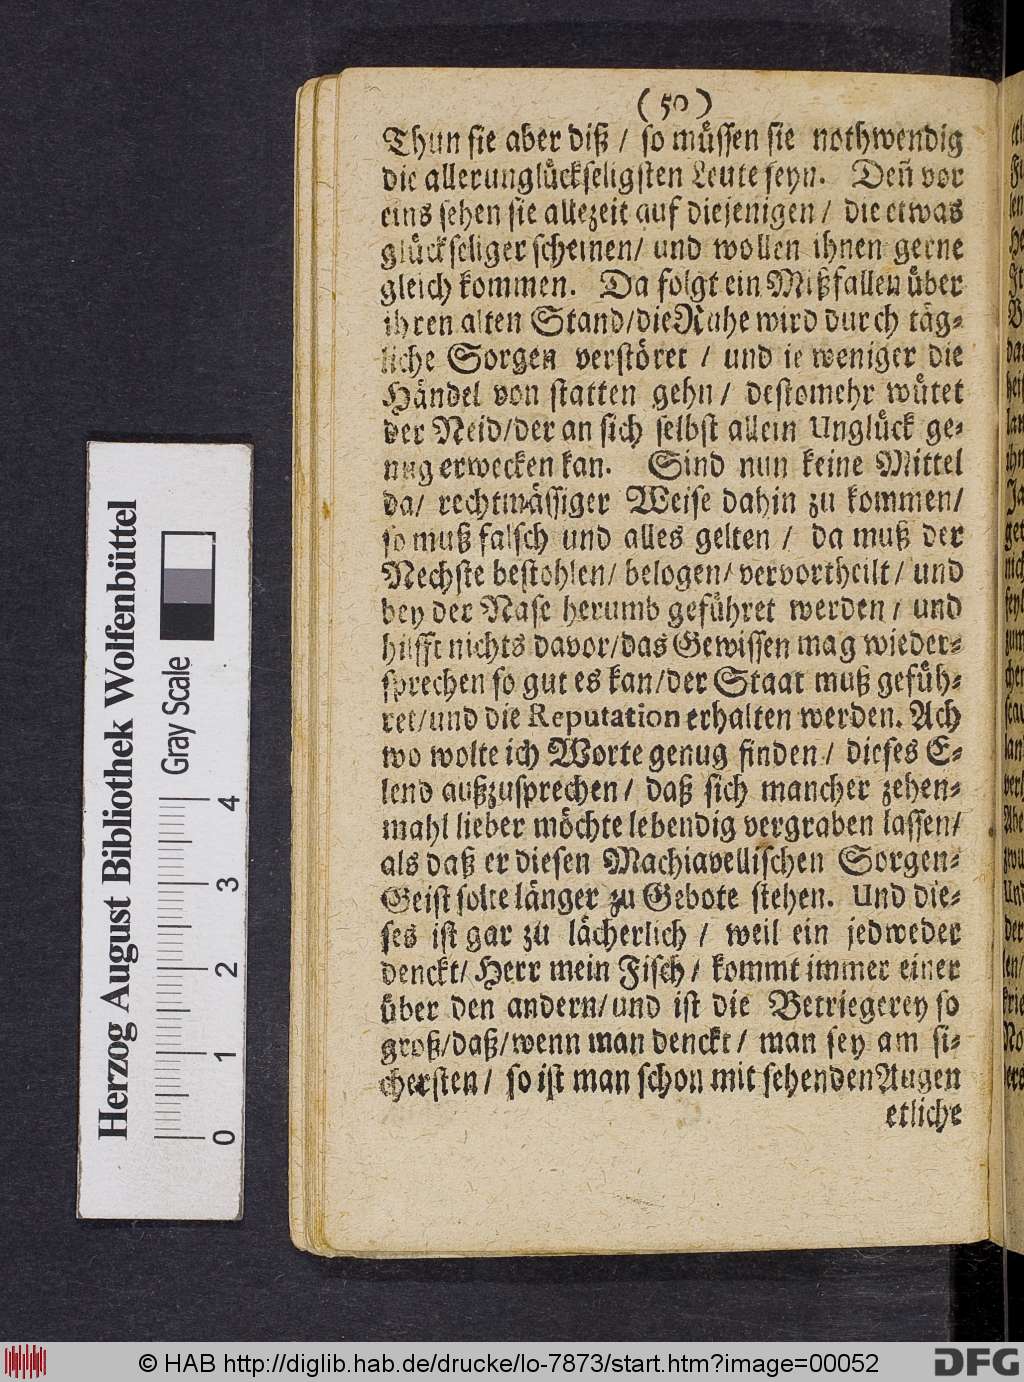 ( 50 )
Thun sie aber diß / so müssen sie nothwendig
die allerunglückseligsten Leute seyn. Deñ vor
eins sehen sie allezeit auf diejenigen / die etwas
glückseliger scheinen/ und wollen ihnen gerne
gleich kommen. Da folgt ein Mißfallen über
ihren alten Stand/die Ruhe wird durch täg-
liche Sorgen verstöret / und ie weniger die
Händel von statten gehn / destomehr wütet
der Neid/der an sich selbst allein Unglück ge-
nug erwecken kan. Sind nun keine Mittel
da/ rechtmässiger Weise dahin zu kommen/
so muß falsch und alles gelten / da muß der
Nechste bestohlen/ belogen/ vervortheilt / und
bey der Nase herumb geführet werden / und
hilfft nichts davor/das Gewissen mag wieder-
sprechen so gut es kan/der Staat muß gefüh-
ret/und die Reputation erhalten werden. Ach
wo wolte ich Worte genug finden / dieses E-
lend außzusprechen / daß sich mancher zehen-
mahl lieber möchte lebendig vergraben lassen/
als daß er diesen Machiavellischen Sorgen-
Geist solte länger zu Gebote stehen. Und die-
ses ist gar zu lächerlich / weil ein jedweder
denckt/ Herr mein Fisch / kommt immer einer
über den andern/und ist die Betriegerey so
groß/daß/wenn man denckt / man sey am si-
chersten / so ist man schon mit sehenden Augen
etliche
Herzog August Bibliothek Wolfenbüttel
Gray Scale
0 1 2 3 4
© HAB http://diglib.hab.de/drucke/lo-7873/start.htm?image=00052
DFG